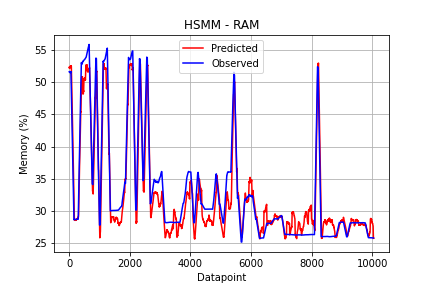 HSMM - RAM
Predicted
Observed
Memory (%)
55
50
45
40
35
30
25
0
2000
4000
6000
8000
10000
Datapoint